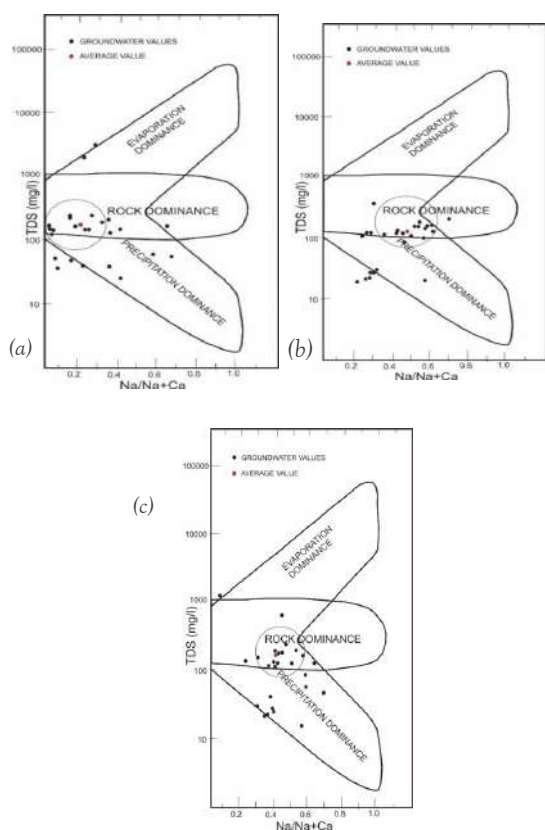 (a)
100000
10000
1000
100
10
TDS (mg/l)
GROUNDWATER VALUES
AVERAGE VALUE
EVAPORATION
DOMINANCE
ROCK DOMINANCE
PRECIPITATION DOMINANCE
0.2 0.4 0.6 0.8 1.0
Na/Na+Ca
(b)
100000
10000
1000
100
10
TDS (mg/l)
GROUNDWATER VALUES
AVERAGE VALUE
EVAPORATION
DOMINANCE
ROCK DOMINANCE
PRECIPITATION DOMINANCE
0.2 0.4 0.6 0.8 1.0
Na/Na+Ca
(c)
100000
10000
1000
100
10
TDS (mg/l)
GROUNDWATER VALUES
AVERAGE VALUE
EVAPORATION
DOMINANCE
ROCK DOMINANCE
PRECIPITATION DOMINANCE
0.2 0.4 0.6 0.8 1.0
Na/Na+Ca